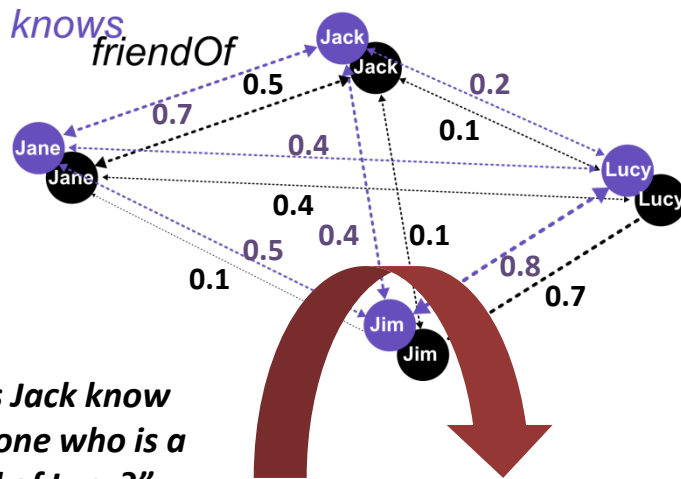 knows
friendOf
Jack
Jack
0.5
0.7
0.2
0.1
Jane
Jane
0.4
Lucy
Lucy
0.4
0.4
0.1
0.5
0.1
0.8
0.7
Jim
Jim
Jack know
one who is a